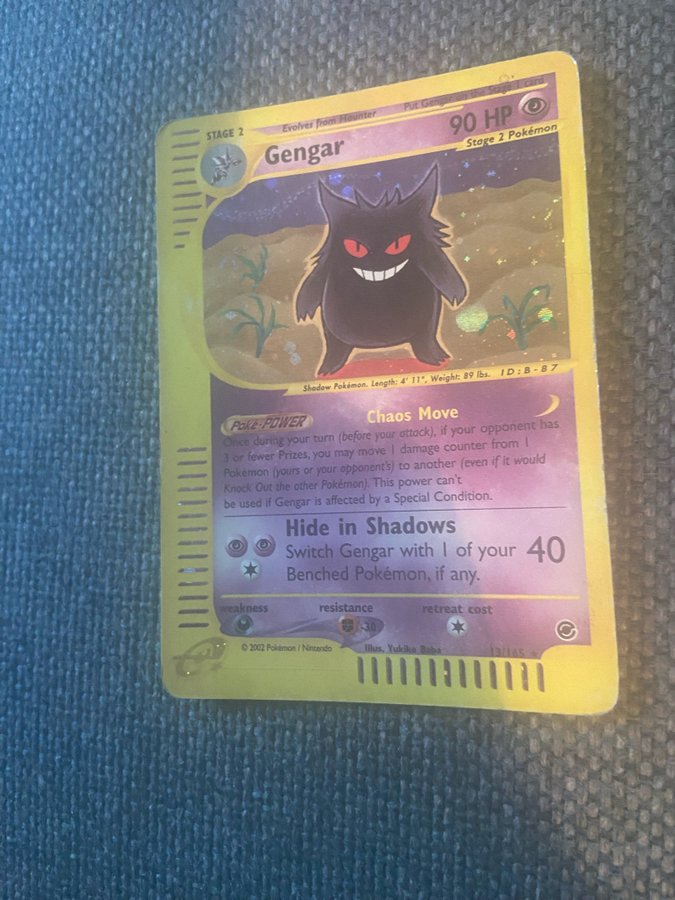 STAGE 2
Evolves from Haunter
Put Gengar on the Stage 1 card
Gengar
90 HP
Stage 2 Pokémon
Shadow Pokémon. Length: 4' 11", Weight: 89 lbs. ID:B-87
Poké-POWER
Chaos Move
Once during your turn (before your attack), if your opponent has
3 or fewer Prizes, you may move 1 damage counter from 1
Pokémon (yours or your opponent's) to another (even if it would
Knock Out the other Pokémon). This power can't
be used if Gengar is affected by a Special Condition.
Hide in Shadows
Switch Gengar with 1 of your
Benched Pokémon, if any.
40
weakness
resistance
-30
retreat cost
© 2002 Pokémon / Nintendo
Illus. Yukiko Baba
13/165